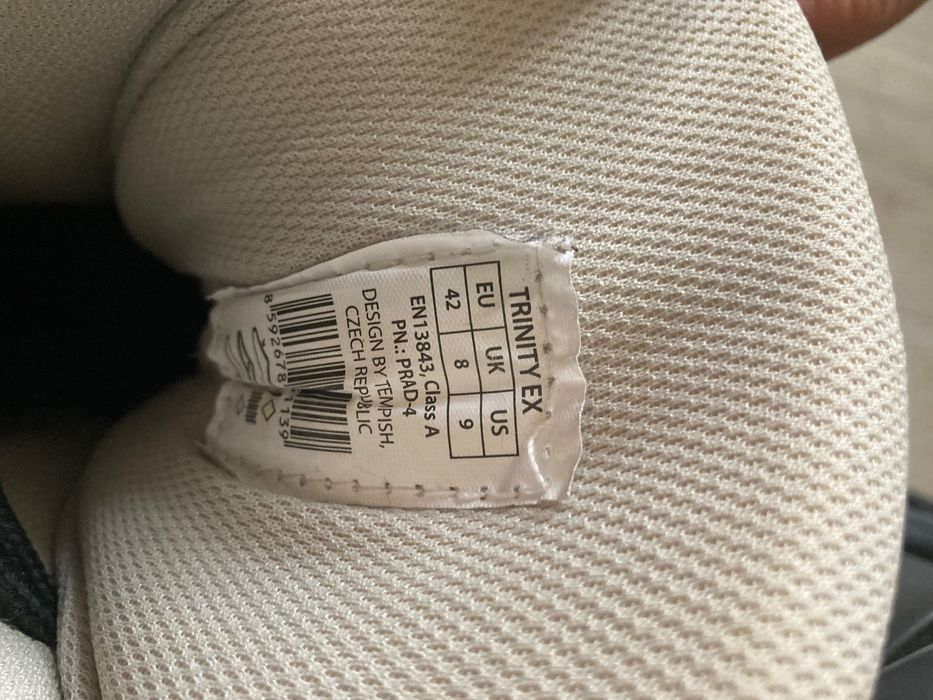 TRINITY EX
EU UK US
42 8 9
EN13843, Class A
PN.: PRAD-4
DESIGN BY TEMPISH,
CZECH REPUBLIC